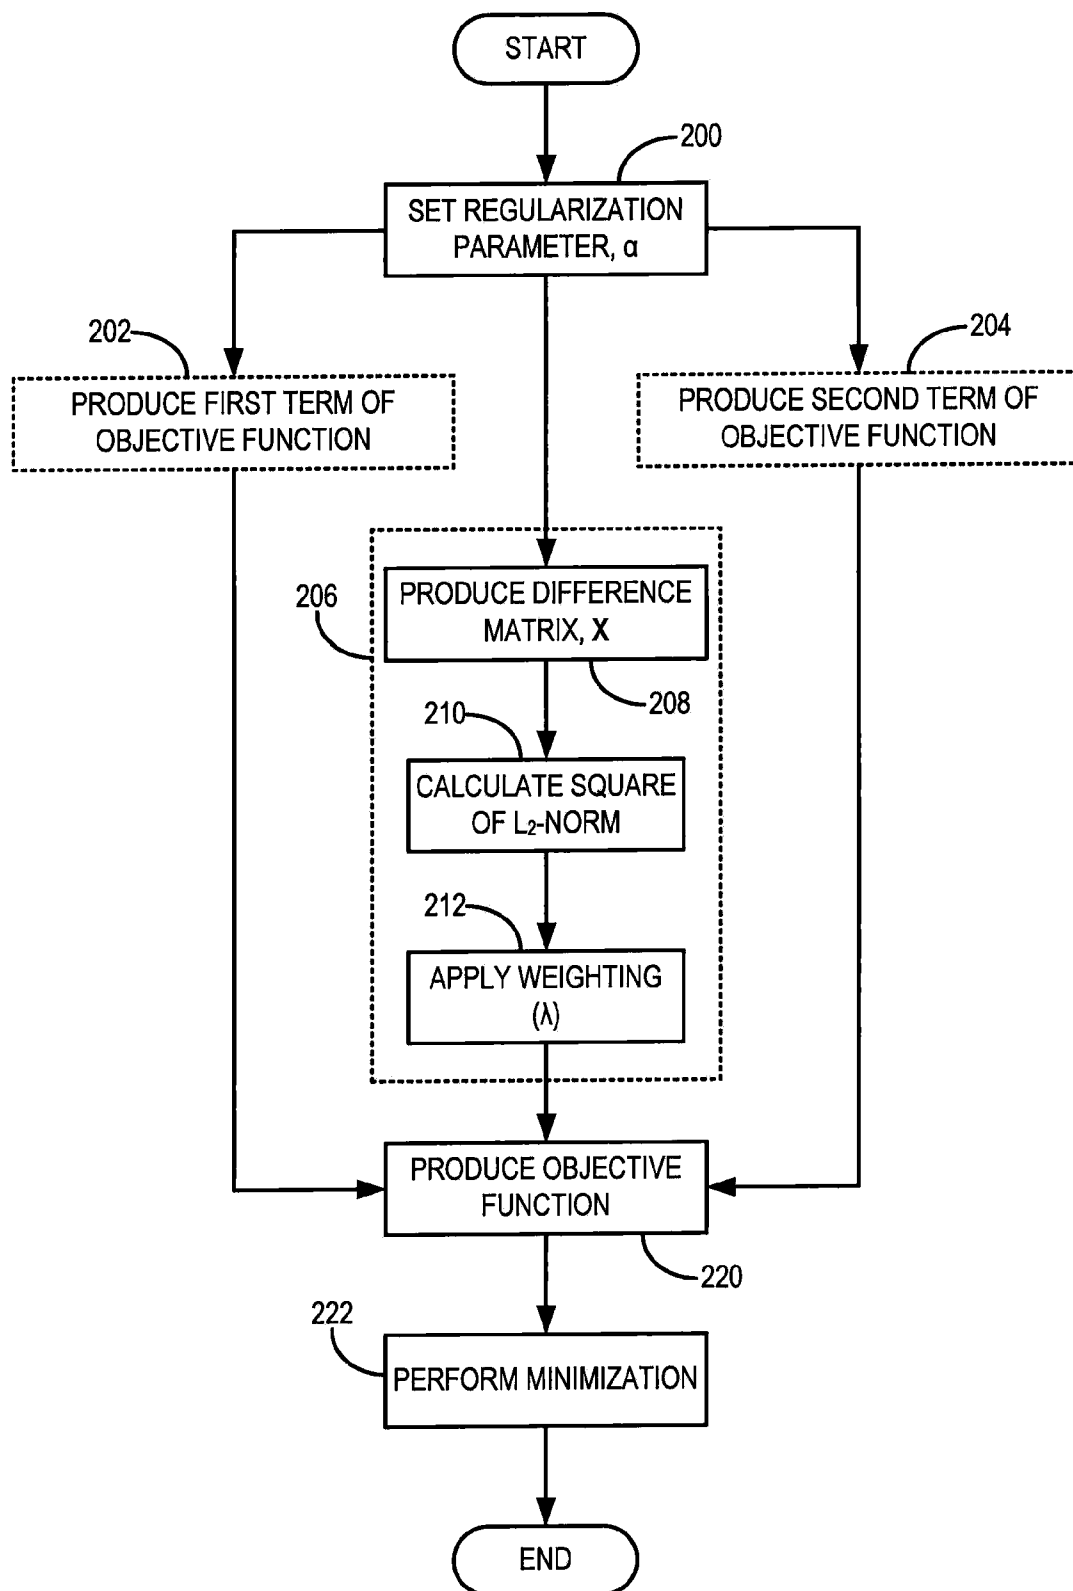 START
200
SET REGULARIZATION
PARAMETER, α
202
204
PRODUCE FIRST TERM OF
OBJECTIVE FUNCTION
PRODUCE SECOND TERM OF
OBJECTIVE FUNCTION
206
PRODUCE DIFFERENCE
MATRIX, X
208
210
CALCULATE SQUARE
OF L₂-NORM
212
APPLY WEIGHTING
(λ)
PRODUCE OBJECTIVE
FUNCTION
220
222
PERFORM MINIMIZATION
END